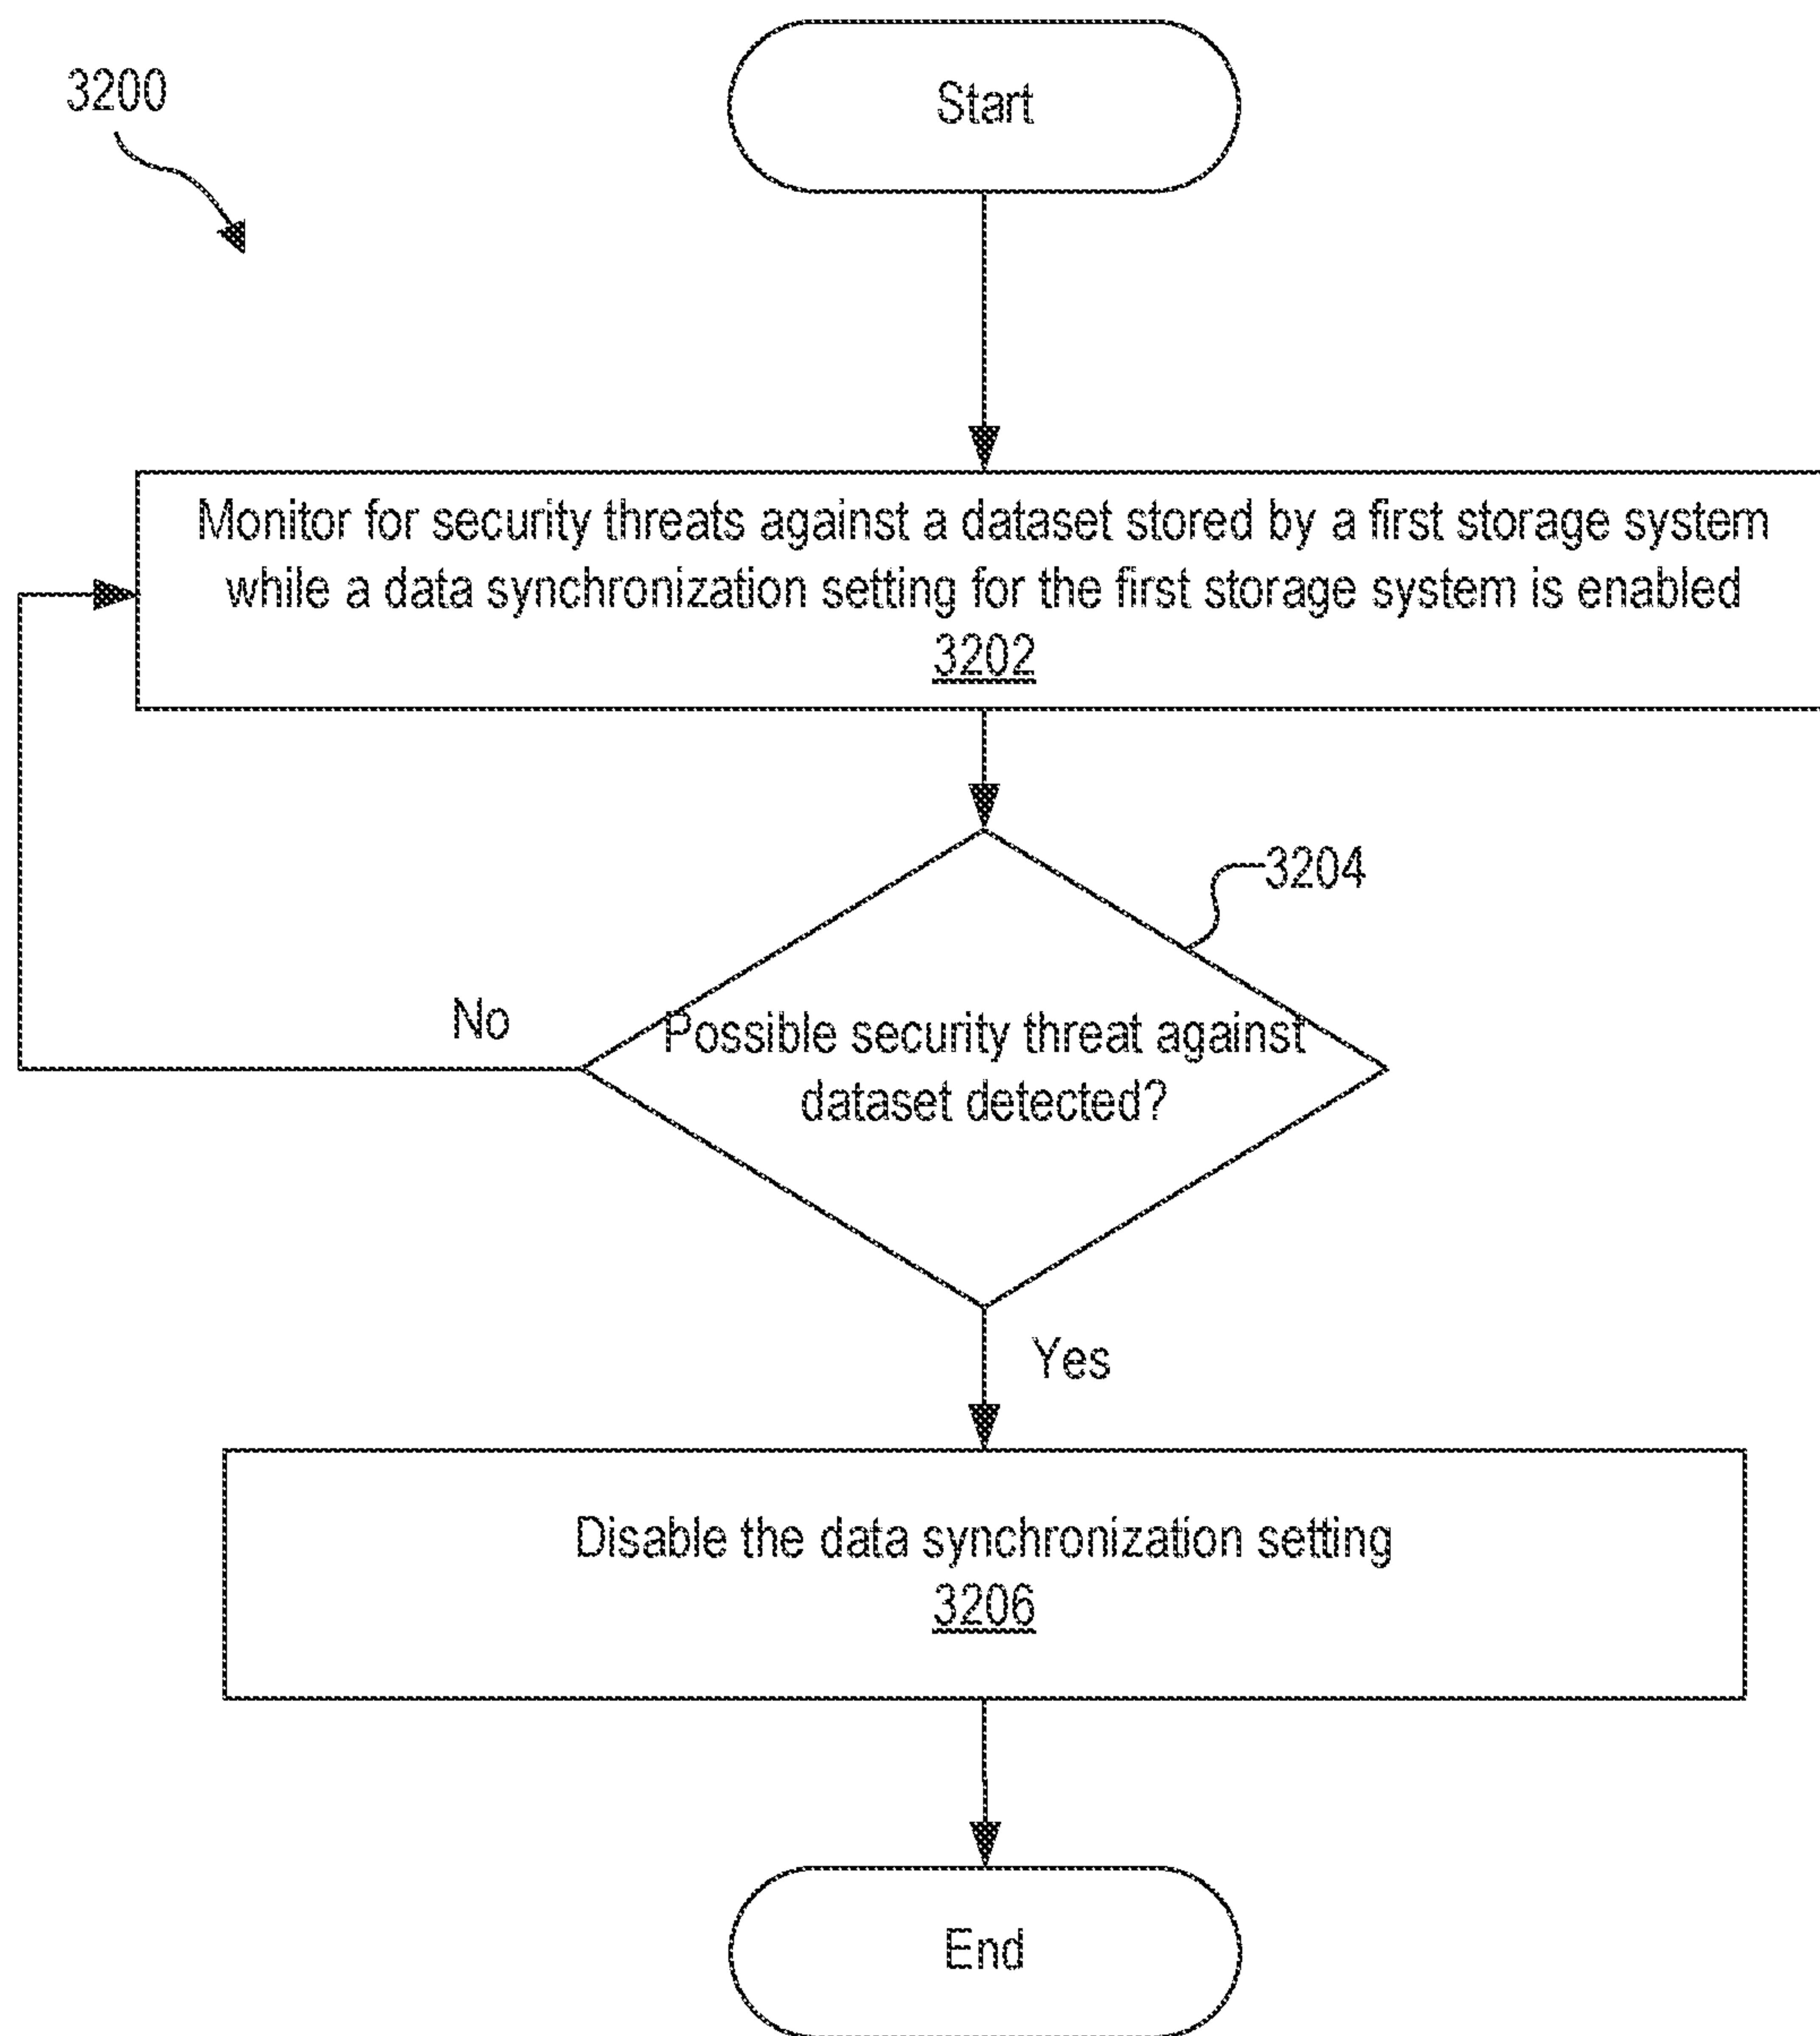 3200
Start
Monitor for security threats against a dataset stored by a first storage system
while a data synchronization setting for the first storage system is enabled
3202
3204
No
Possible security threat against
dataset detected?
Yes
Disable the data synchronization setting
3206
End